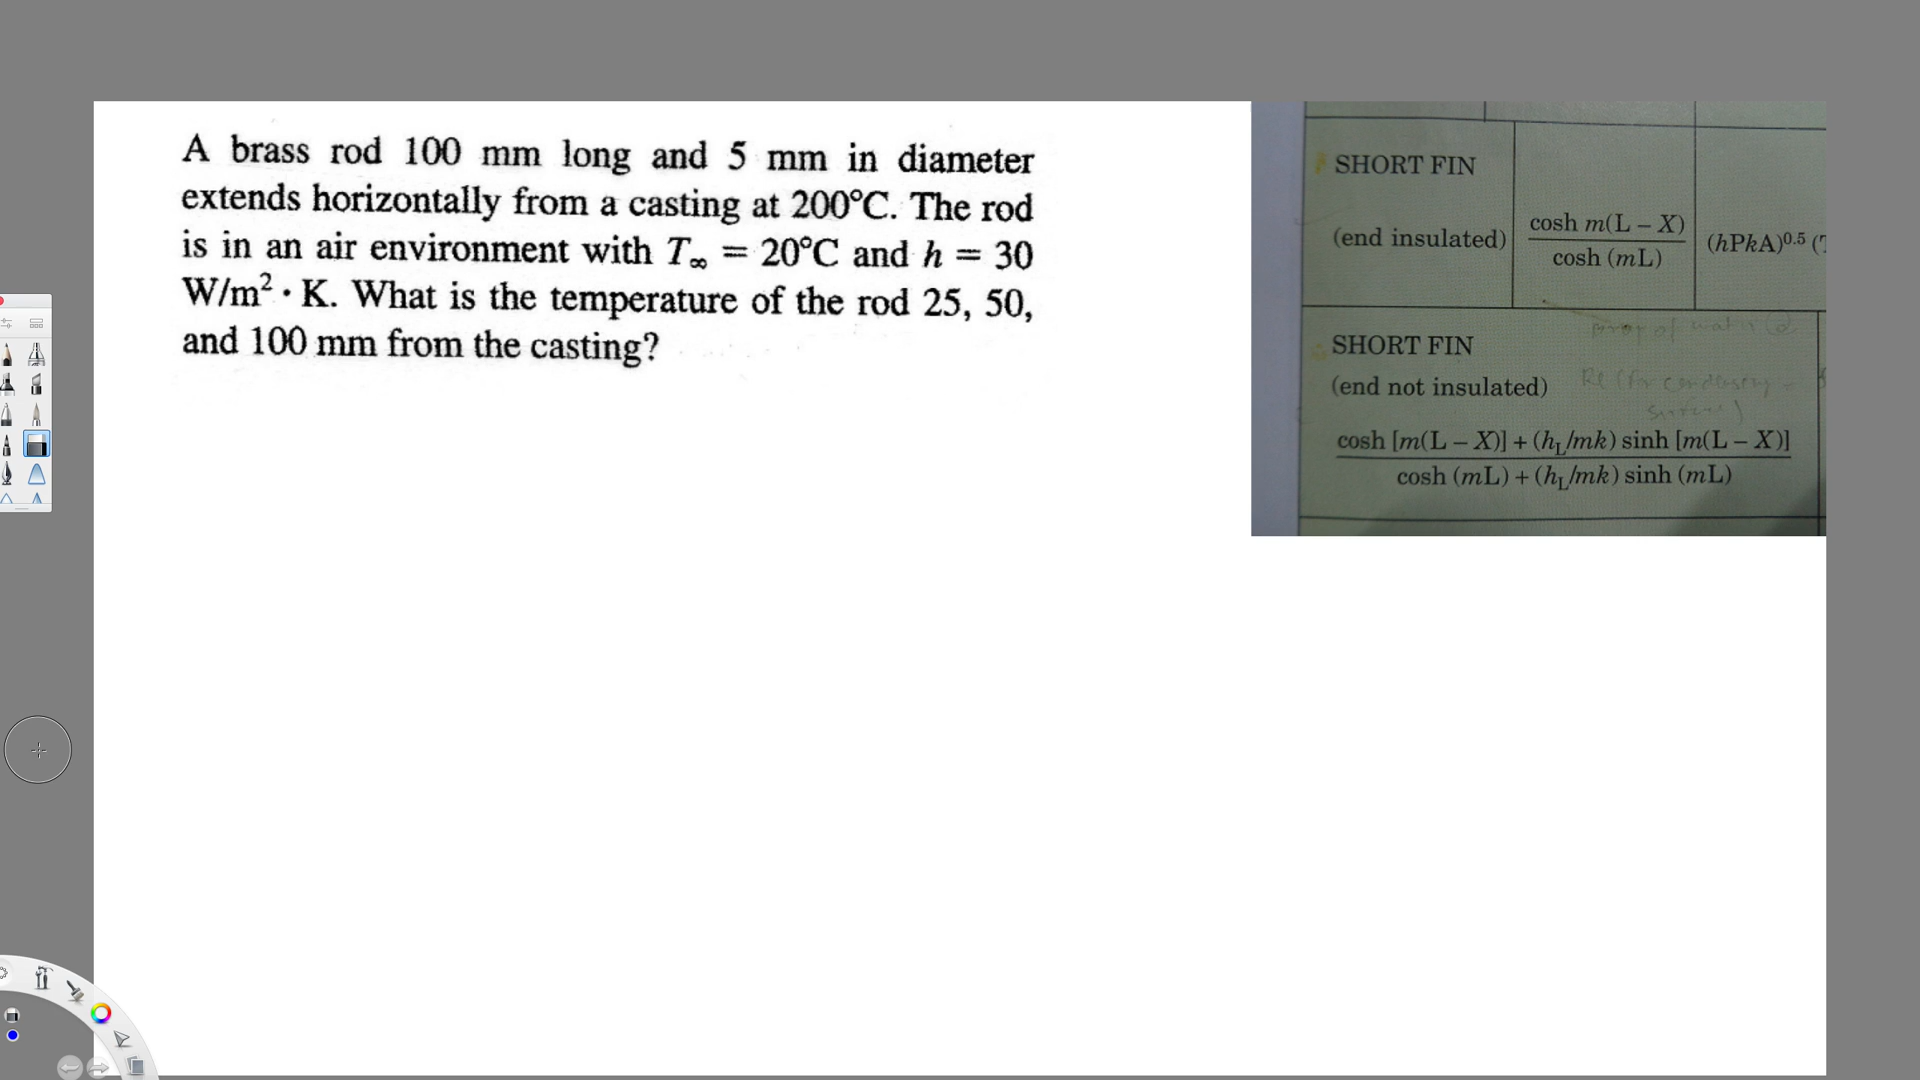 A brass rod 100 mm long and 5 mm in diameter
extends horizontally from a casting at 200°C. The rod
is in an air environment with T∞ = 20°C and h = 30
W/m² · K. What is the temperature of the rod 25, 50,
and 100 mm from the casting?
SHORT FIN
(end insulated)
cosh m(L – X)
cosh (mL)
(hPkA)⁰·⁵ (
SHORT FIN
(end not insulated)
cosh [m(L – X)] + (h_L/mk) sinh [m(L – X)]
cosh (mL) + (h_L/mk) sinh (mL)